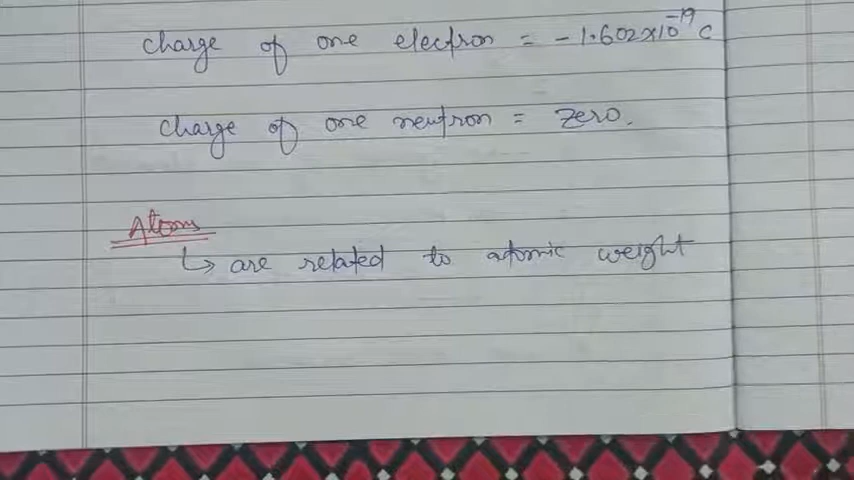 charge of one electron = -1.602x10⁻¹⁹ C
charge of one neutron = Zero.
Atoms
↳ are related to atomic weight